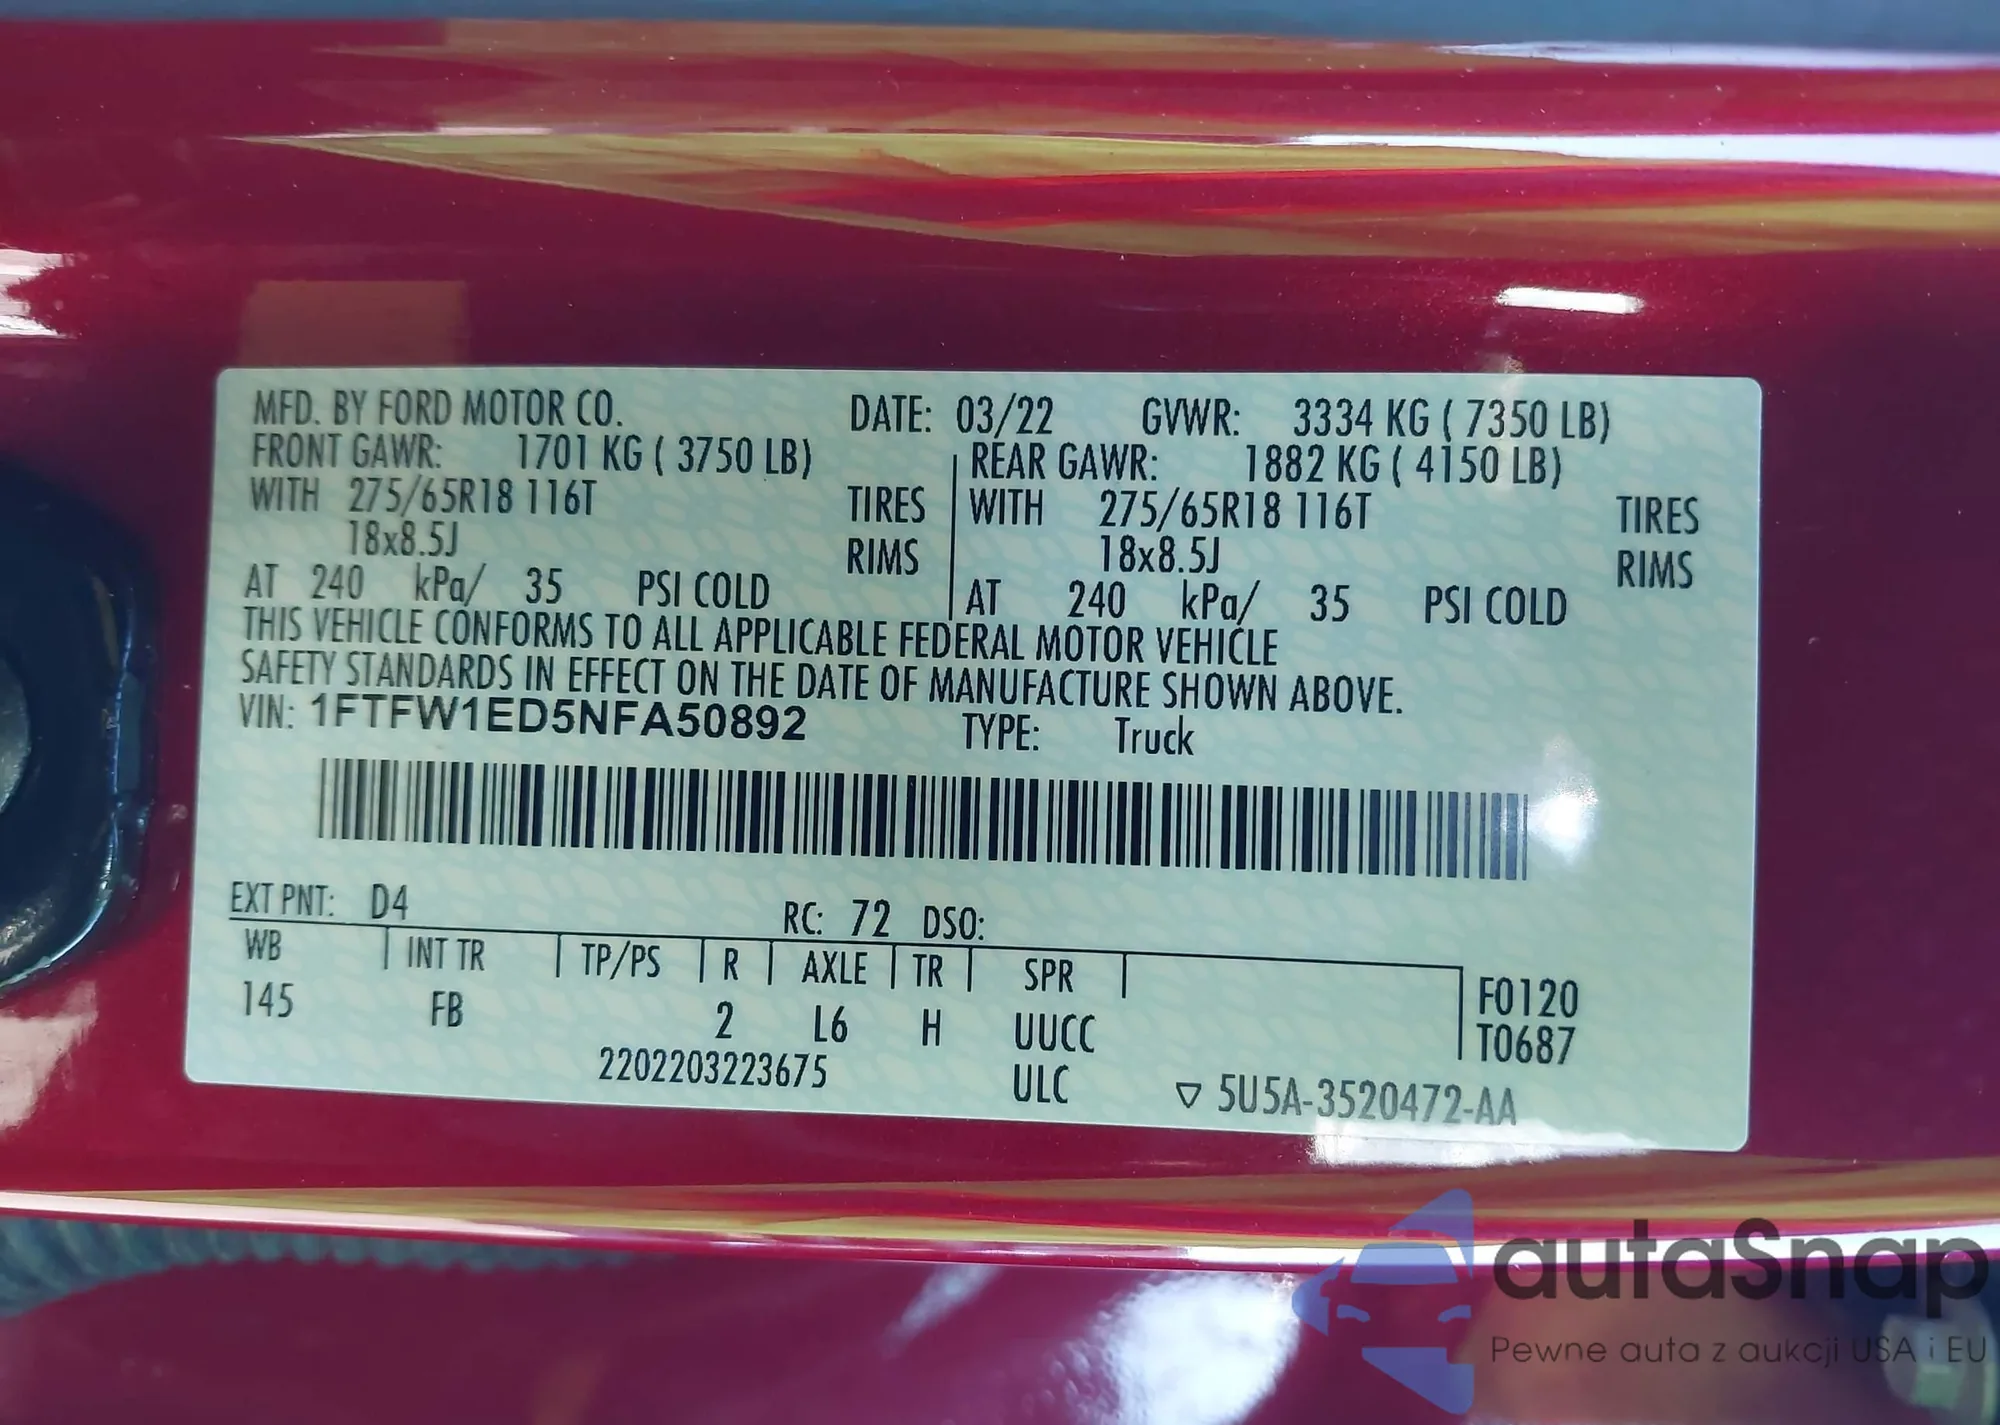 MFD. BY FORD MOTOR CO. DATE: 03/22 GVWR: 3334 KG ( 7350 LB)
FRONT GAWR: 1701 KG ( 3750 LB) REAR GAWR: 1882 KG ( 4150 LB)
WITH 275/65R18 116T TIRES WITH 275/65R18 116T TIRES
18x8.5J RIMS 18x8.5J RIMS
AT 240 kPa/ 35 PSI COLD AT 240 kPa/ 35 PSI COLD
THIS VEHICLE CONFORMS TO ALL APPLICABLE FEDERAL MOTOR VEHICLE
SAFETY STANDARDS IN EFFECT ON THE DATE OF MANUFACTURE SHOWN ABOVE.
VIN: 1FTFW1ED5NFA50892 TYPE: Truck
EXT PNT: D4 RC: 72 DSO:
WB INT TR TP/PS R AXLE TR SPR F0120
145 FB 2 L6 H UUCC T0687
2202203223675 ULC ▽ 5U5A-3520472-AA
autaSnap
Pewne auta z aukcji USA i EU